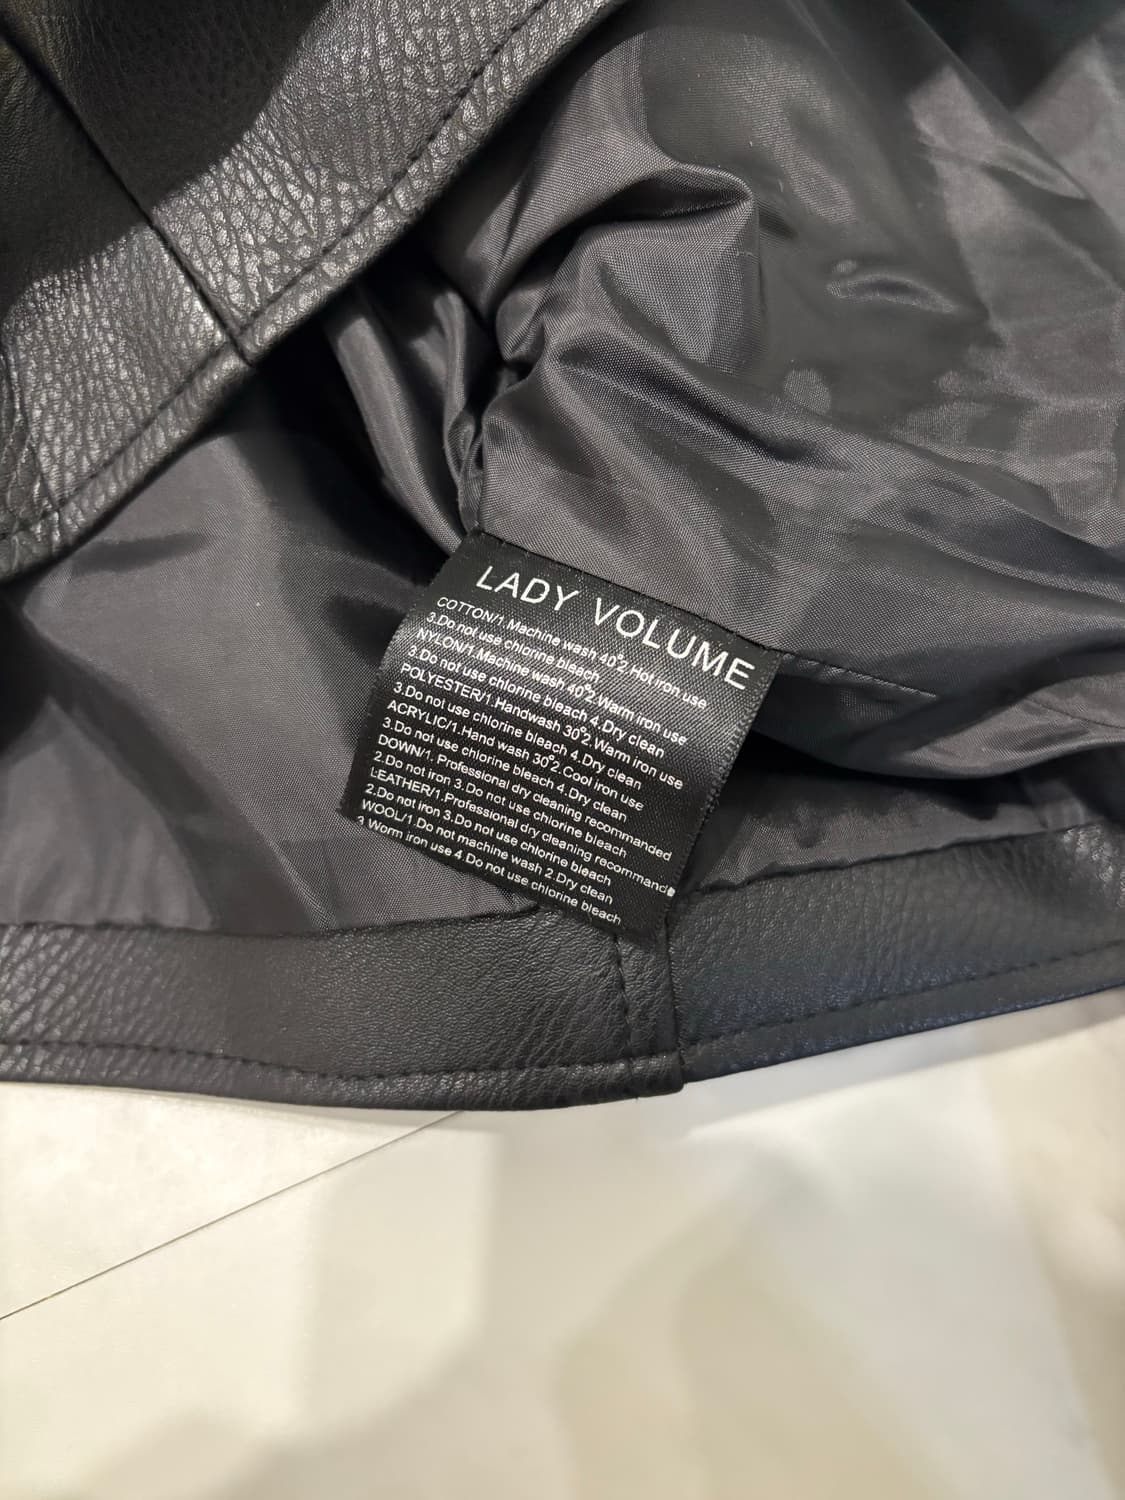 LADY VOLUME
COTTON/1.Machine wash 40°2.Hot iron use
3.Do not use chlorine bleach
NYLON/1.Machine wash 40°2.Warm iron use
3.Do not use chlorine bleach 4.Dry clean
POLYESTER/1.Handwash 30°2.Warm iron use
3.Do not use chlorine bleach 4.Dry clean
ACRYLIC/1.Hand wash 30°2.Cool iron use
3.Do not use chlorine bleach 4.Dry clean
DOWN/1. Professional dry cleaning recommanded
2.Do not iron 3.Do not use chlorine bleach
LEATHER/1.Professional dry cleaning recommande
2.Do not iron 3.Do not use chlorine bleach
WOOL/1.Do not machine wash 2.Dry clean
3.Worm iron use 4.Do not use chlorine bleach